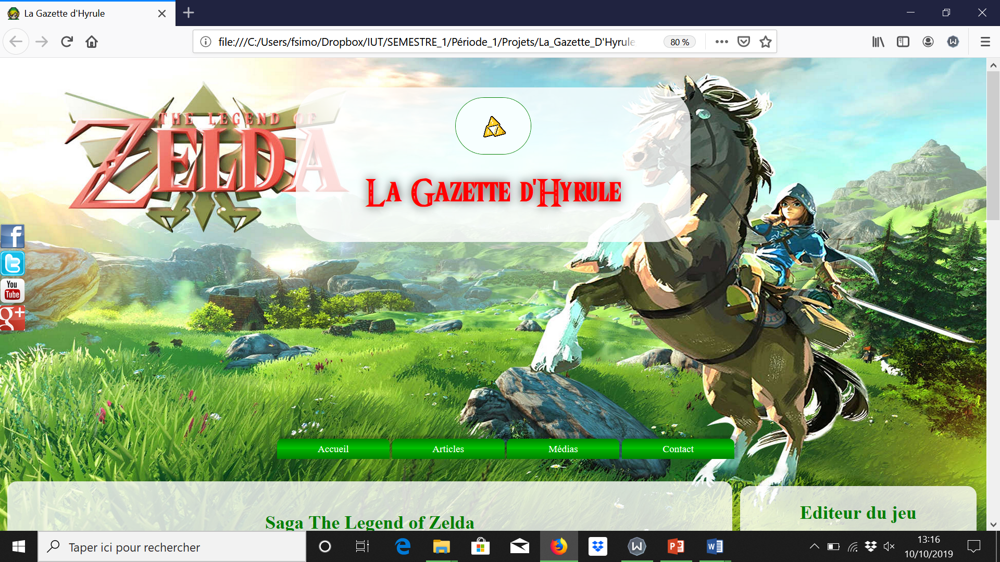 La Gazette d'Hyrule
file:///C:/Users/fsimo/Dropbox/IUT/SEMESTRE_1/Période_1/Projets/La_Gazette_D'Hyrule
80 %
THE LEGEND OF
ZELDA
La Gazette d'Hyrule
f
t
You
Tube
g+
Accueil
Articles
Médias
Contact
Saga The Legend of Zelda
Editeur du jeu
Taper ici pour rechercher
13:16
10/10/2019